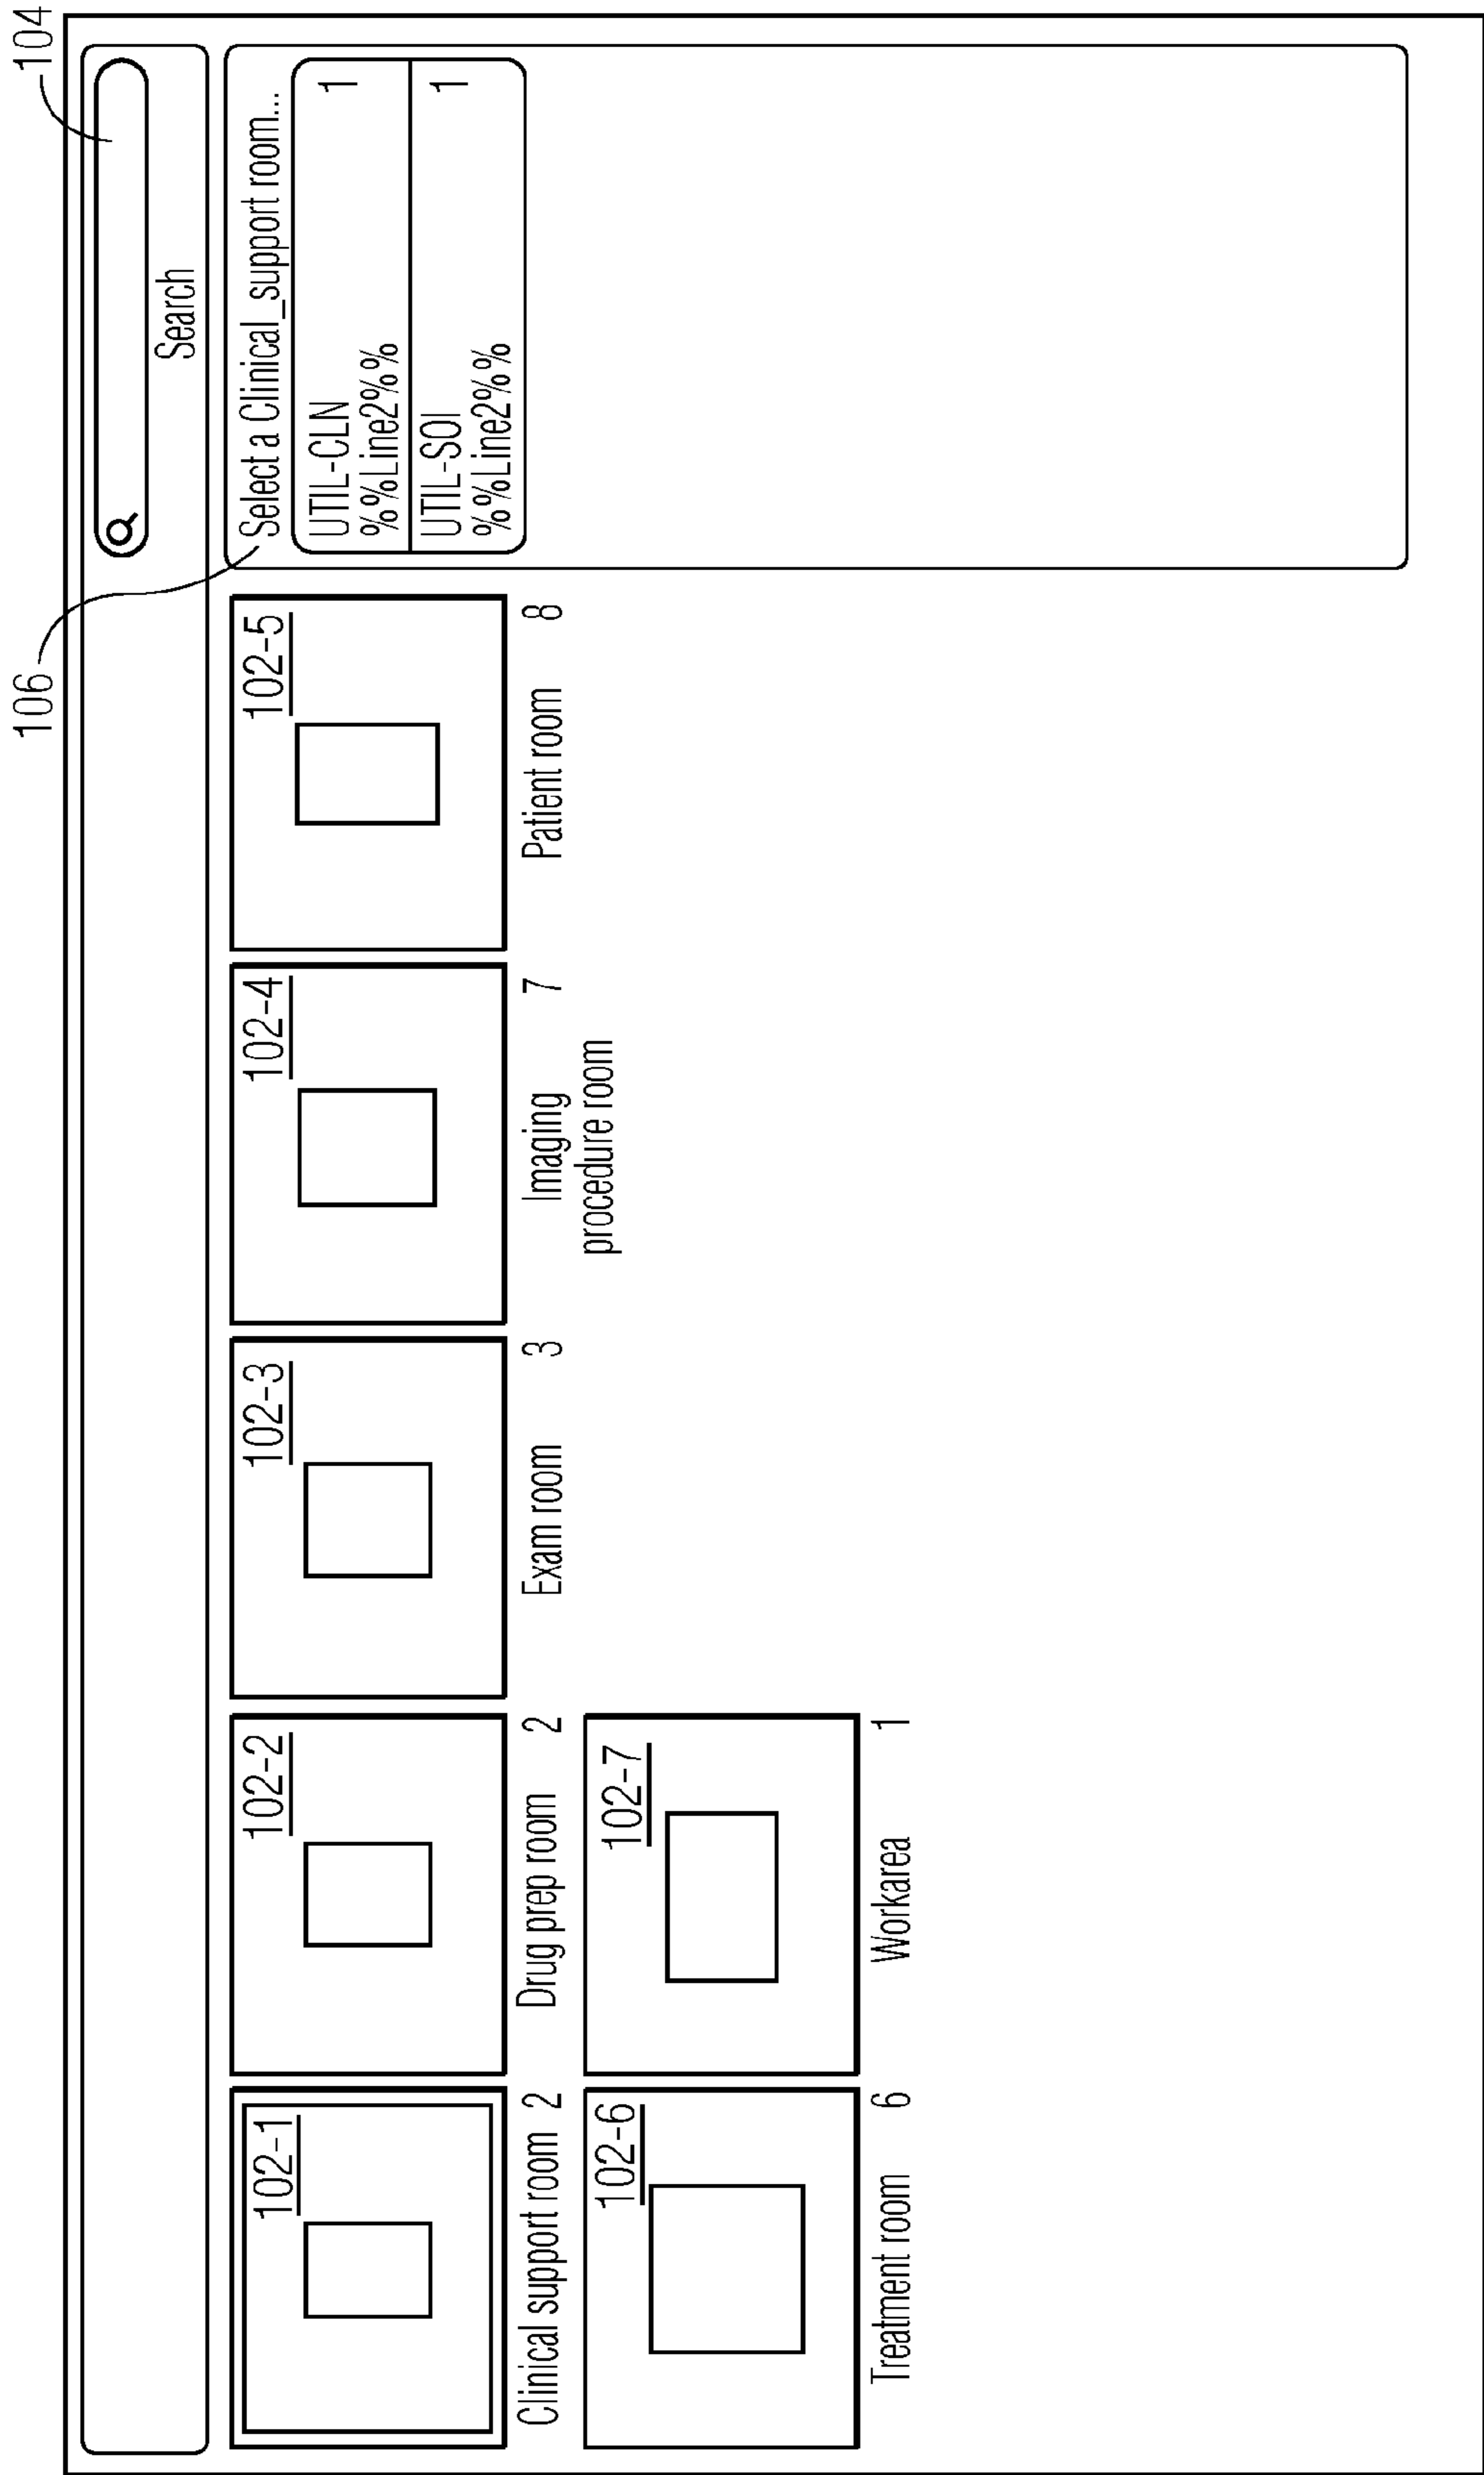 106
104
Search
102-1
102-2
102-3
102-4
102-5
Clinical support room 2
Drug prep room 2
Exam room 3
Imaging 7
procedure room
Patient room 8
102-6
102-7
Treatment room 6
Workarea 1
Select a Clinical_support room...
UTIL-CLN 1
%%Line2%%
UTIL-SOI 1
%%Line2%%